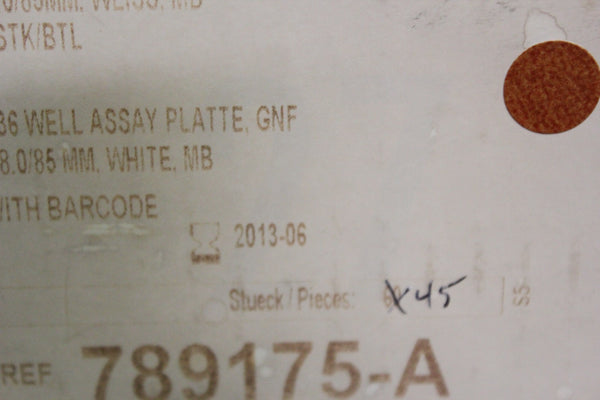 STK/BTL
36 WELL ASSAY PLATTE, GNF
8.0/85 MM, WHITE, MB
WITH BARCODE
2013-06
Stueck / Pieces: x45
REF 789175-A